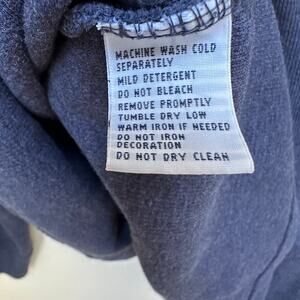 MACHINE WASH COLD
SEPARATELY
MILD DETERGENT
DO NOT BLEACH
REMOVE PROMPTLY
TUMBLE DRY LOW
WARM IRON IF NEEDED
DO NOT IRON
DECORATION
DO NOT DRY CLEAN